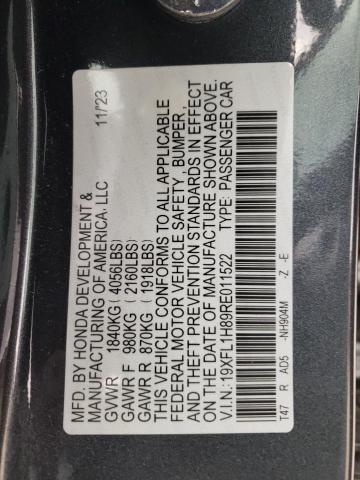 MFD. BY HONDA DEVELOPMENT &
MANUFACTURING OF AMERICA, LLC 11/23
GVWR 1840KG (4056LBS)
GAWR F 980KG (2160LBS)
GAWR R 870KG (1918LBS)
THIS VEHICLE CONFORMS TO ALL APPLICABLE
FEDERAL MOTOR VEHICLE SAFETY, BUMPER,
AND THEFT PREVENTION STANDARDS IN EFFECT
ON THE DATE OF MANUFACTURE SHOWN ABOVE.
V.I.N.: 19XFL1H89RE011522 TYPE: PASSENGER CAR
T47 R AD5 -NH904M -Z -E